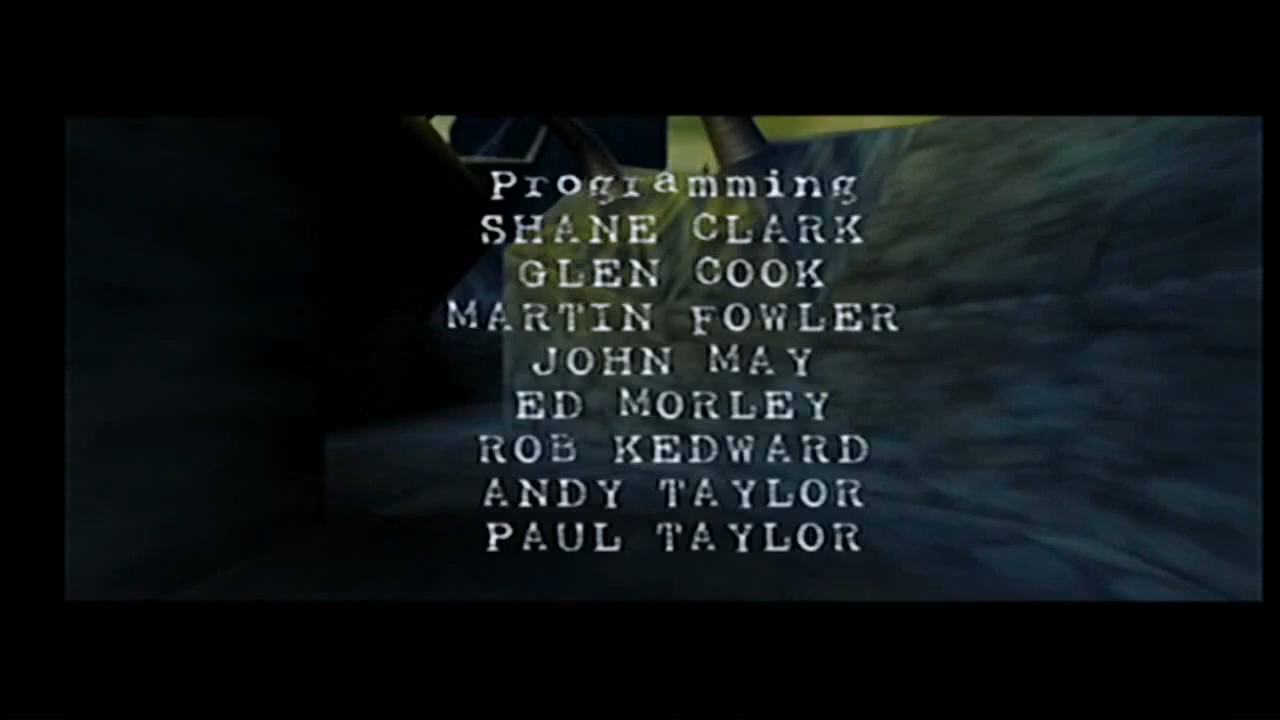 Programming
SHANE CLARK
GLEN COOK
MARTIN FOWLER
JOHN MAY
ED MORLEY
ROB KEDWARD
ANDY TAYLOR
PAUL TAYLOR